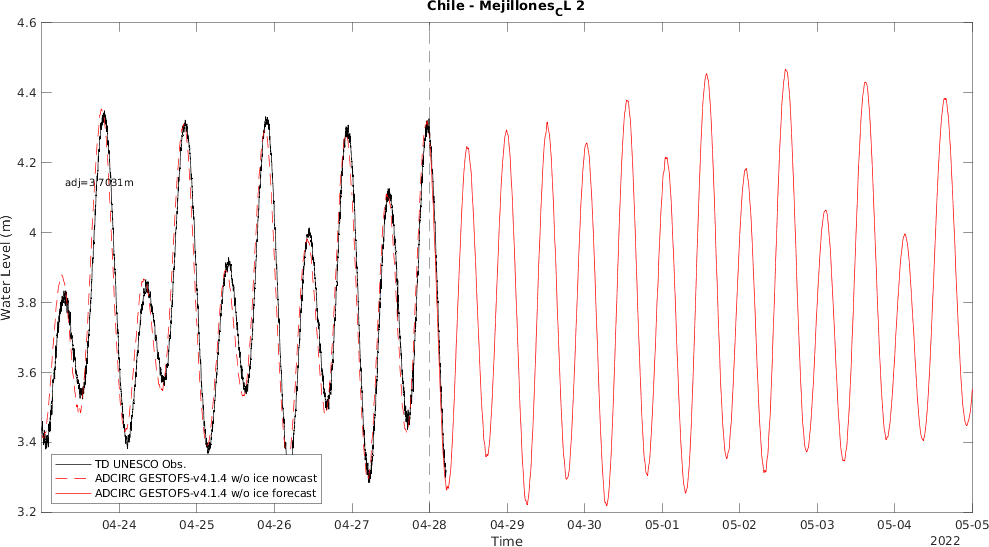 Chile - Mejillones_CL 2
4.6
4.4
4.2
4
3.8
3.6
3.4
3.2
Water Level (m)
adj=3.7031m
TD UNESCO Obs.
ADCIRC GESTOFS-v4.1.4 w/o ice nowcast
ADCIRC GESTOFS-v4.1.4 w/o ice forecast
04-24 04-25 04-26 04-27 04-28 04-29 04-30 05-01 05-02 05-03 05-04 05-05
Time
2022